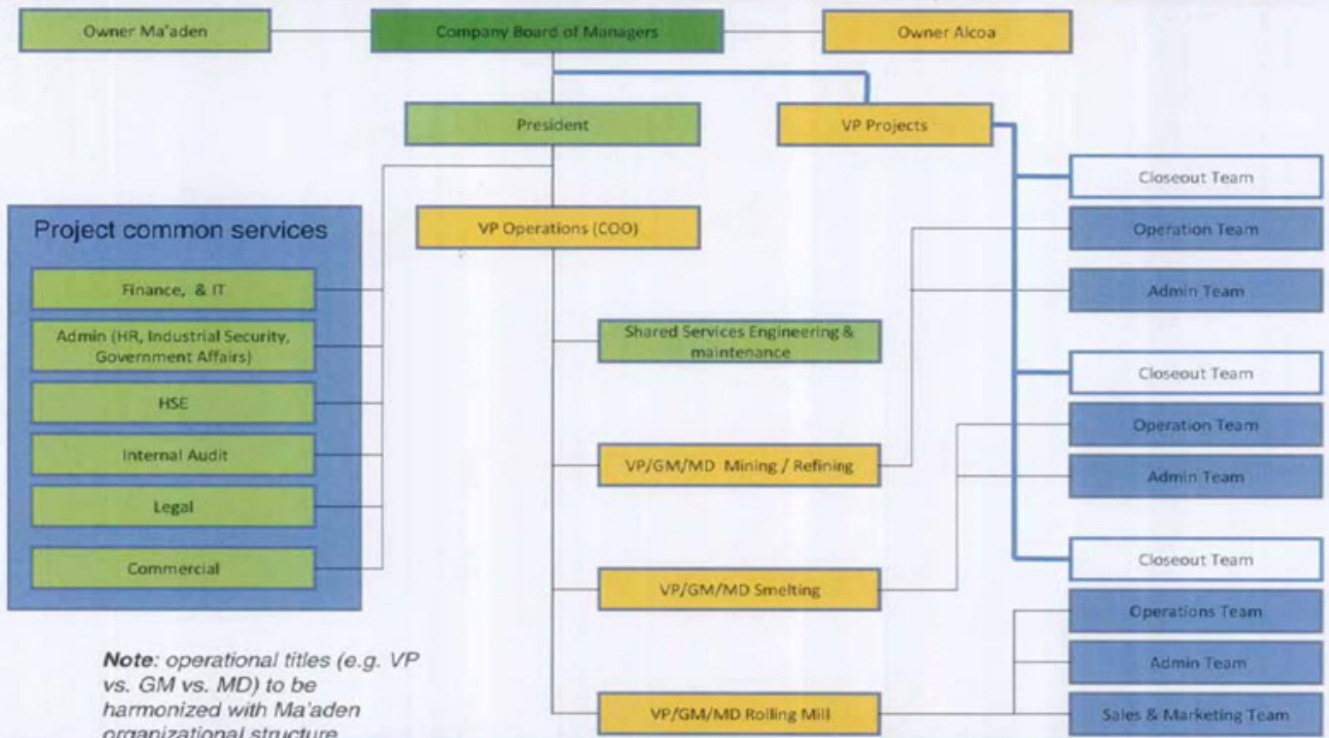 Owner Ma'aden
Company Board of Managers
Owner Alcoa
President
VP Projects
VP Operations (COO)
Project common services
Finance, & IT
Admin (HR, Industrial Security,
Government Affairs)
HSE
Internal Audit
Legal
Commercial
Shared Services Engineering &
maintenance
VP/GM/MD Mining / Refining
VP/GM/MD Smelting
VP/GM/MD Rolling Mill
Closeout Team
Operation Team
Admin Team
Closeout Team
Operation Team
Admin Team
Closeout Team
Operations Team
Admin Team
Sales & Marketing Team
Note: operational titles (e.g. VP
vs. GM vs. MD) to be
harmonized with Ma'aden
organizational structure